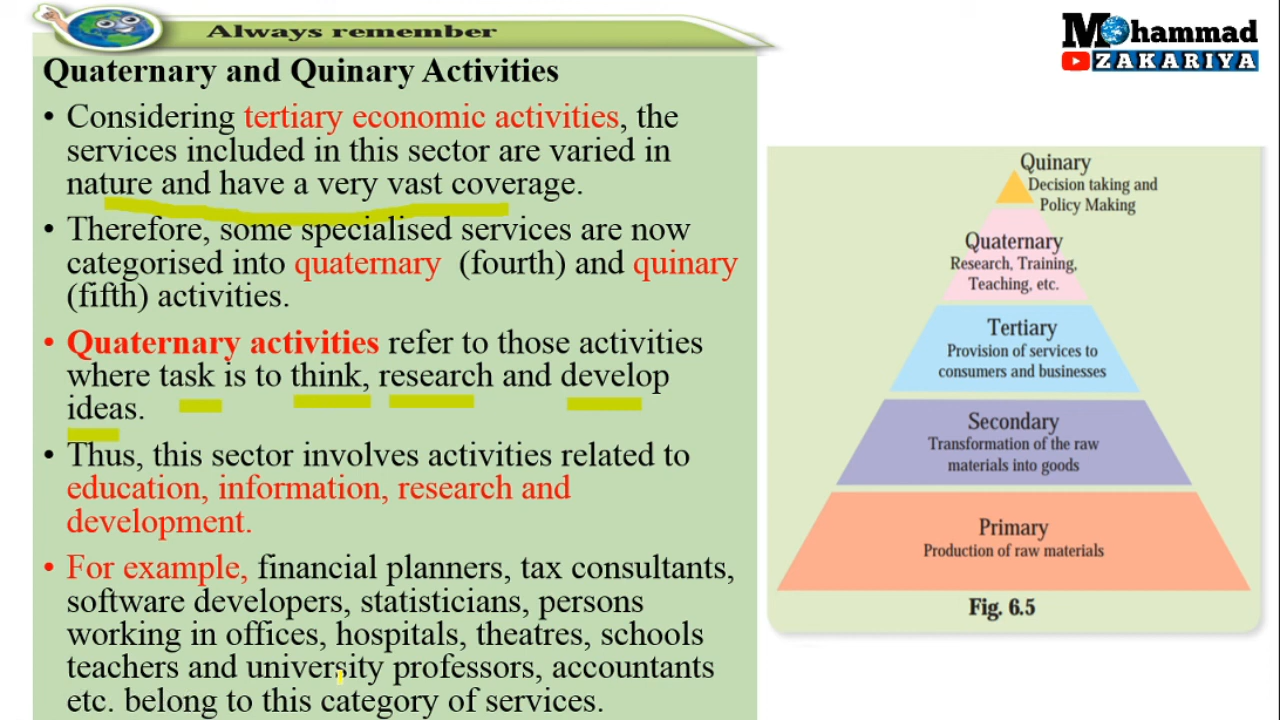 Always remember
Mohammad
ZAKARIYA
Quaternary and Quinary Activities
• Considering tertiary economic activities, the
services included in this sector are varied in
nature and have a very vast coverage.
• Therefore, some specialised services are now
categorised into quaternary (fourth) and quinary
(fifth) activities.
• Quaternary activities refer to those activities
where task is to think, research and develop
ideas.
• Thus, this sector involves activities related to
education, information, research and
development.
• For example, financial planners, tax consultants,
software developers, statisticians, persons
working in offices, hospitals, theatres, schools
teachers and university professors, accountants
etc. belong to this category of services.
Quinary
Decision taking and
Policy Making
Quaternary
Research, Training,
Teaching, etc.
Tertiary
Provision of services to
consumers and businesses
Secondary
Transformation of the raw
materials into goods
Primary
Production of raw materials
Fig. 6.5